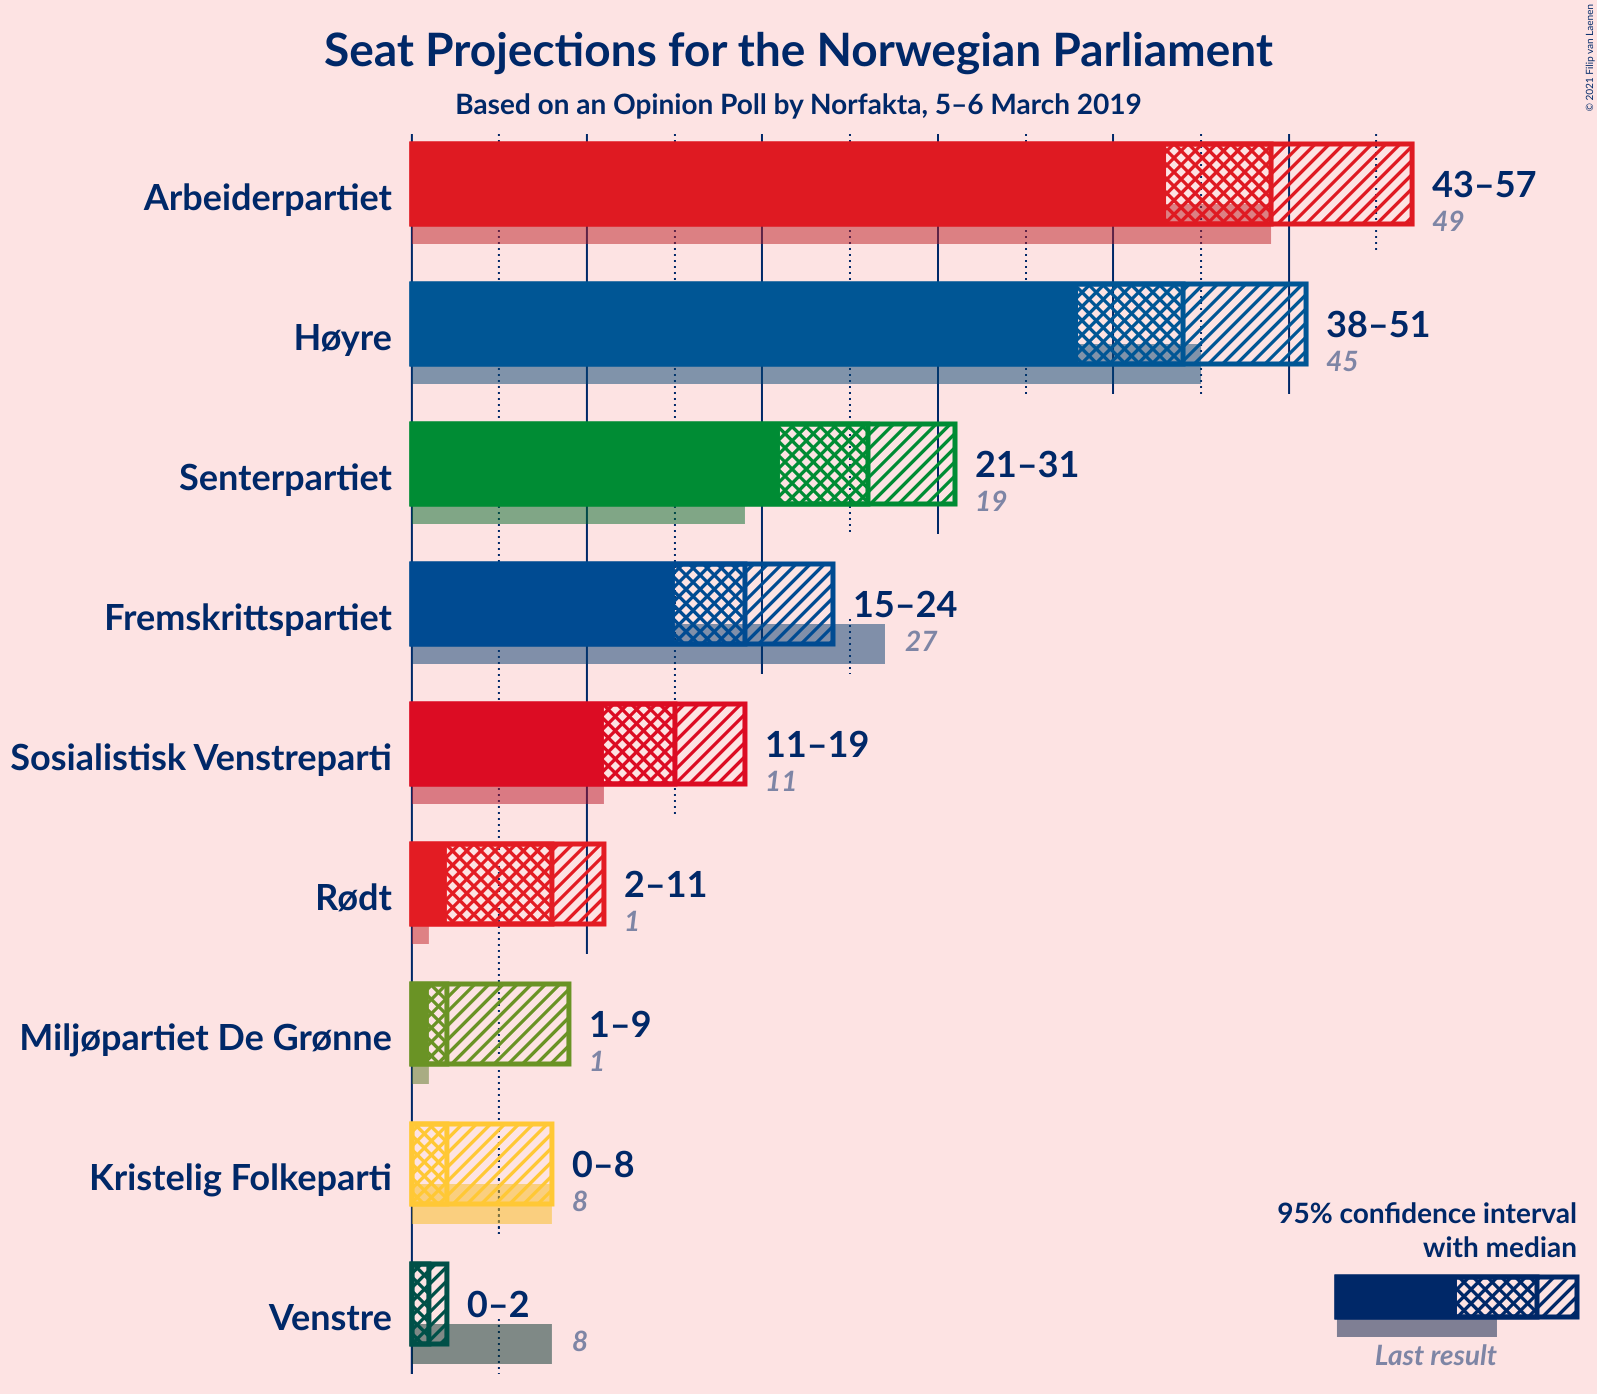 Seat Projections for the Norwegian Parliament
Based on an Opinion Poll by Norfakta, 5–6 March 2019
© 2021 Filip van Laenen
Arbeiderpartiet
43–57
49
Høyre
38–51
45
Senterpartiet
21–31
19
Fremskrittspartiet
15–24
27
Sosialistisk Venstreparti
11–19
11
Rødt
2–11
1
Miljøpartiet De Grønne
1–9
1
Kristelig Folkeparti
0–8
8
Venstre
0–2
8
95% confidence interval
with median
Last result